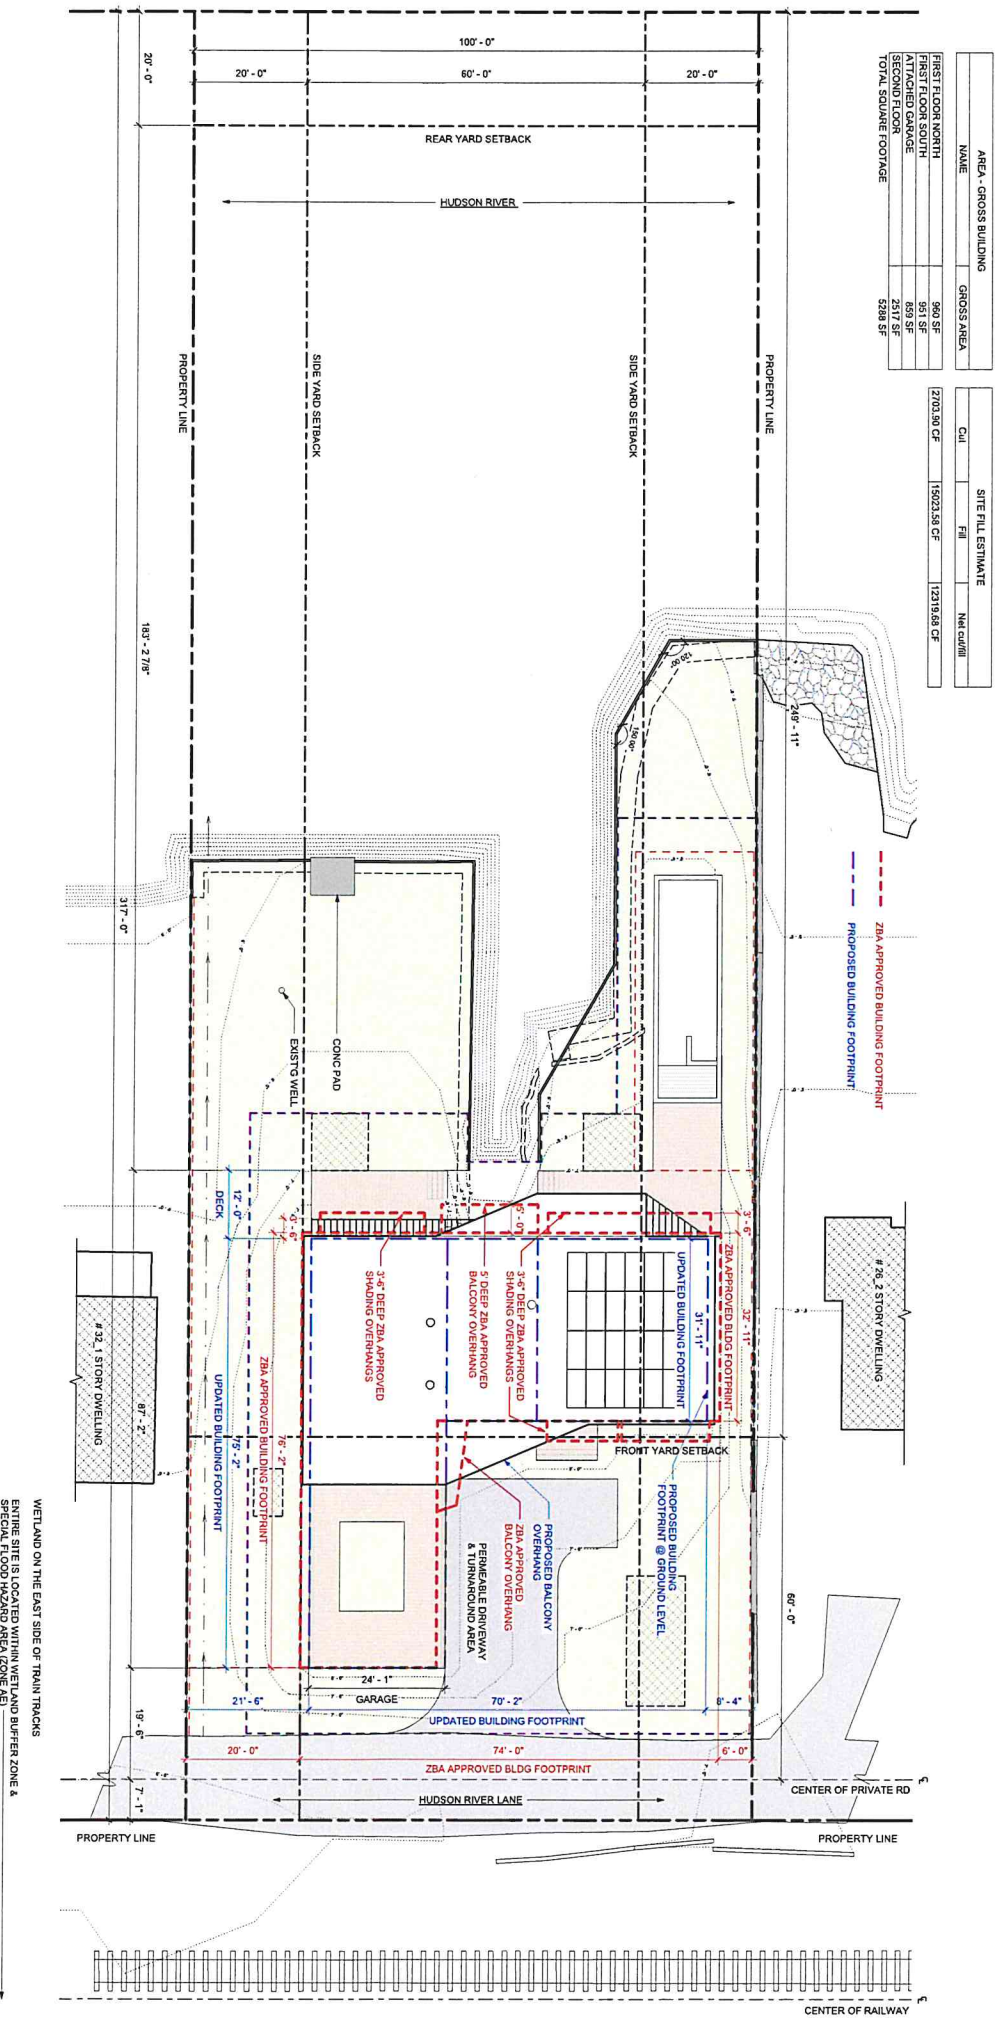 AREA - GROSS BUILDING
NAME GROSS AREA
FIRST FLOOR NORTH 960 SF
FIRST FLOOR SOUTH 951 SF
ATTACHED GARAGE 859 SF
SECOND FLOOR 2517 SF
TOTAL SQUARE FOOTAGE 5288 SF
SITE FILL ESTIMATE
Cut Fill Net cut/fill
2703.90 CF 15023.58 CF 12319.68 CF
ZBA APPROVED BUILDING FOOTPRINT
PROPOSED BUILDING FOOTPRINT
100' - 0"
20' - 0"
60' - 0"
20' - 0"
20' - 0"
REAR YARD SETBACK
HUDSON RIVER
PROPERTY LINE
SIDE YARD SETBACK
SIDE YARD SETBACK
PROPERTY LINE
183' - 2 7/8"
317' - 0"
249' - 11"
120.00°
150.00°
CONC PAD
EXIST'G WELL
12' - 0"
DECK
5' - 0"
3' - 6"
3'-6" DEEP ZBA APPROVED
SHADING OVERHANGS
5' DEEP ZBA APPROVED
BALCONY OVERHANG
3'-6" DEEP ZBA APPROVED
SHADING OVERHANGS
UPDATED BUILDING FOOTPRINT
31' - 11"
ZBA APPROVED BLDG FOOTPRINT
32' - 11"
# 26_2 STORY DWELLING
# 32_1 STORY DWELLING
87' - 2"
UPDATED BUILDING FOOTPRINT
75' - 2"
ZBA APPROVED BUILDING FOOTPRINT
76' - 2"
FRONT YARD SETBACK
PROPOSED BUILDING
FOOTPRINT @ GROUND LEVEL
PROPOSED BALCONY
OVERHANG
ZBA APPROVED
BALCONY OVERHANG
PERMEABLE DRIVEWAY
& TURNAROUND AREA
60' - 0"
24' - 1"
GARAGE
21' - 6"
70' - 2"
8' - 4"
UPDATED BUILDING FOOTPRINT
20' - 0"
74' - 0"
6' - 0"
ZBA APPROVED BLDG FOOTPRINT
19' - 6"
7' - 1"
HUDSON RIVER LANE
CENTER OF PRIVATE RD
PROPERTY LINE
PROPERTY LINE
CENTER OF RAILWAY
WETLAND ON THE EAST SIDE OF TRAIN TRACKS
ENTIRE SITE IS LOCATED WITHIN WETLAND BUFFER ZONE &
SPECIAL FLOOD HAZARD AREA (ZONE AE)